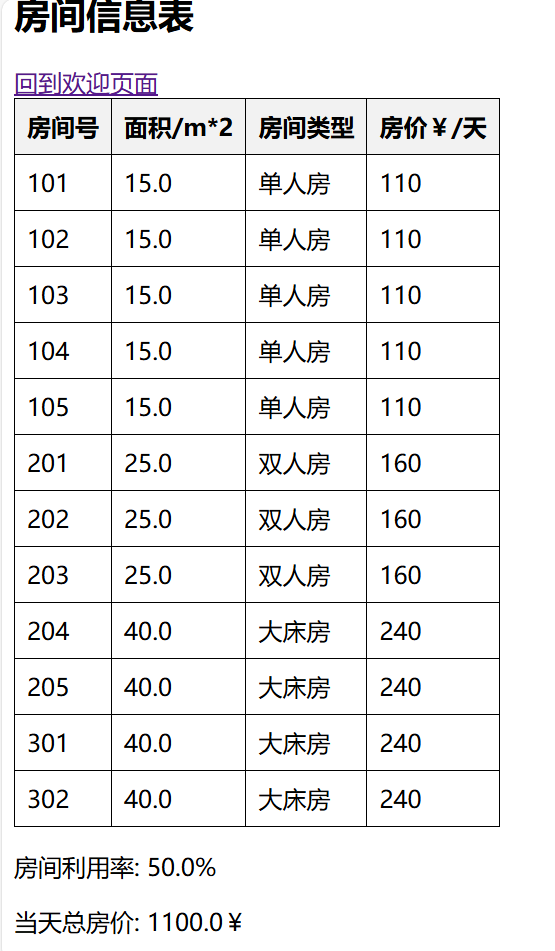 房间信息表
回到欢迎页面
房间号 面积/m*2 房间类型 房价￥/天
101 15.0 单人房 110
102 15.0 单人房 110
103 15.0 单人房 110
104 15.0 单人房 110
105 15.0 单人房 110
201 25.0 双人房 160
202 25.0 双人房 160
203 25.0 双人房 160
204 40.0 大床房 240
205 40.0 大床房 240
301 40.0 大床房 240
302 40.0 大床房 240
房间利用率: 50.0%
当天总房价: 1100.0￥